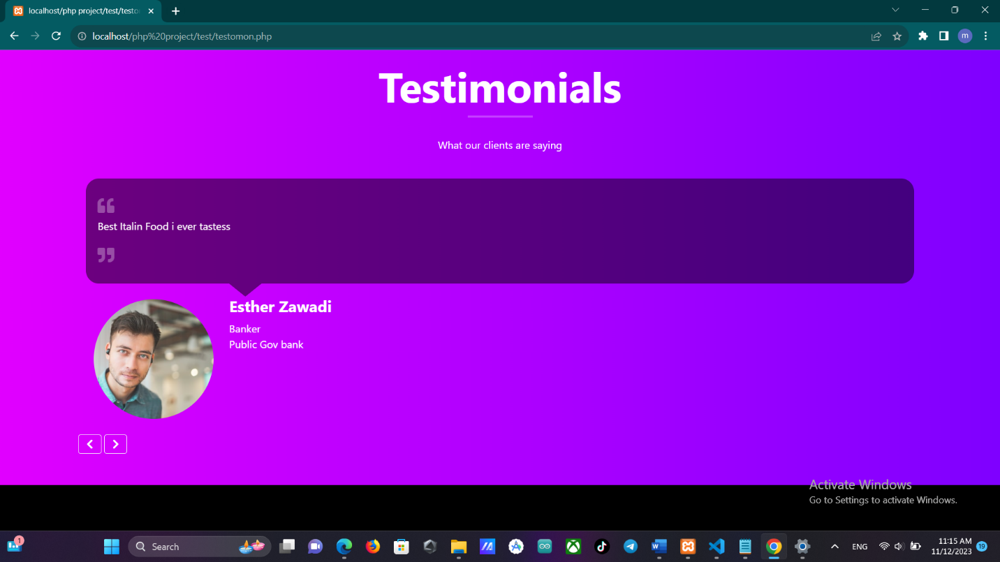 localhost/php project/test/testo
localhost/php%20project/test/testomon.php
m
Testimonials
What our clients are saying
“
Best Italin Food i ever tastess
”
Esther Zawadi
Banker
Public Gov bank
Activate Windows
Go to Settings to activate Windows.
1
Search
ENG
11:15 AM
11/12/2023
19